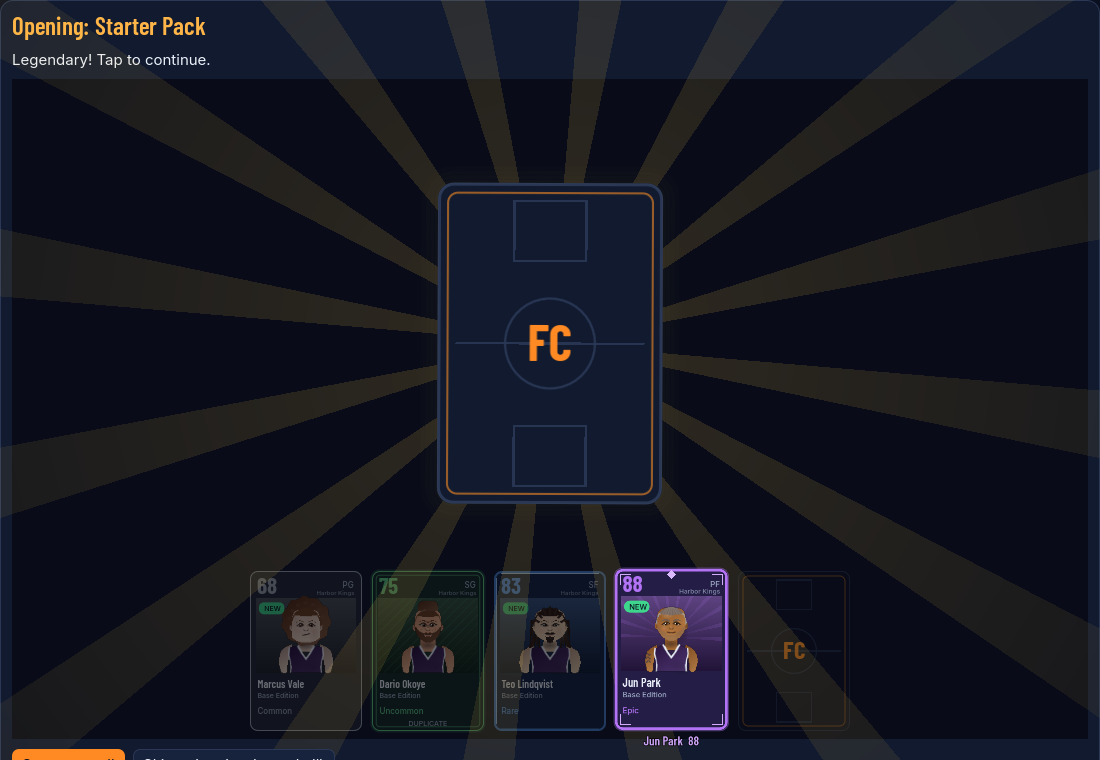 Opening: Starter Pack
Legendary! Tap to continue.
FC
68
PG
Harbor Kings
NEW
Marcus Vale
Base Edition
Common
75
SG
Harbor Kings
Dario Okoye
Base Edition
Uncommon
DUPLICATE
83
SF
Harbor Kings
NEW
Teo Lindqvist
Base Edition
Rare
88
PF
Harbor Kings
NEW
Jun Park
Base Edition
Epic
FC
Jun Park 88